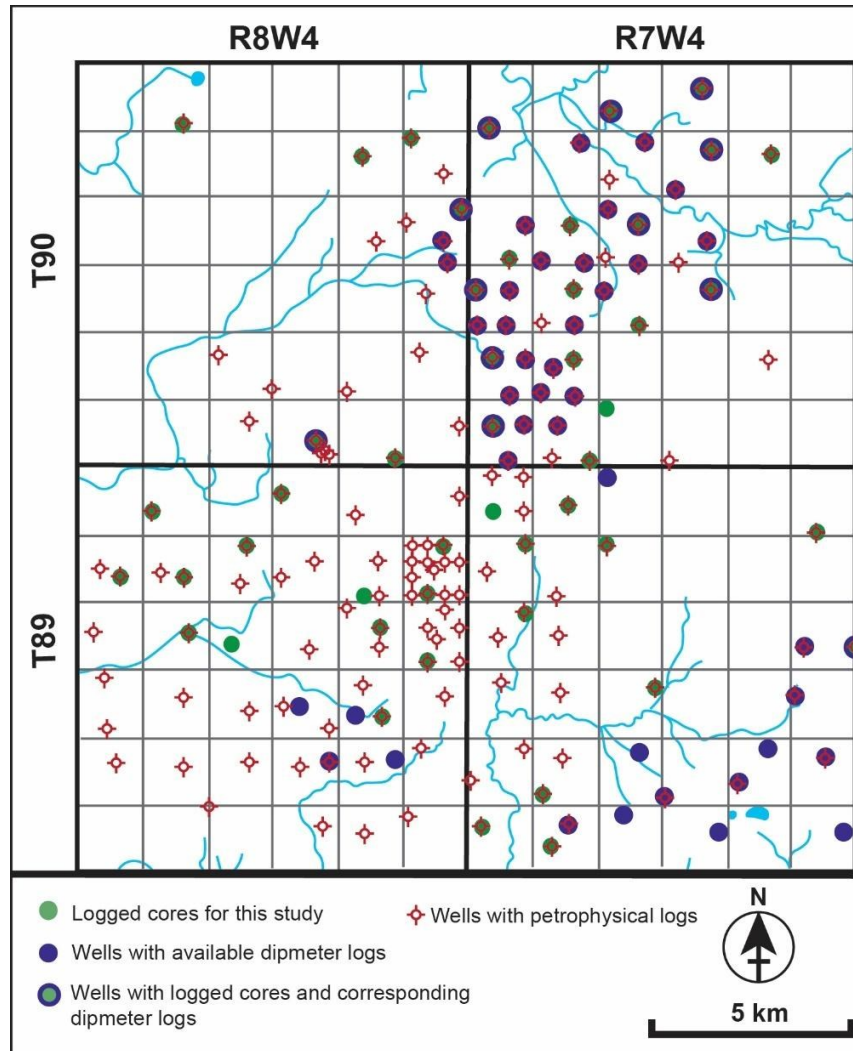 R8W4
R7W4
T90
T89
Logged cores for this study
Wells with petrophysical logs
Wells with available dipmeter logs
Wells with logged cores and corresponding
dipmeter logs
N
5 km